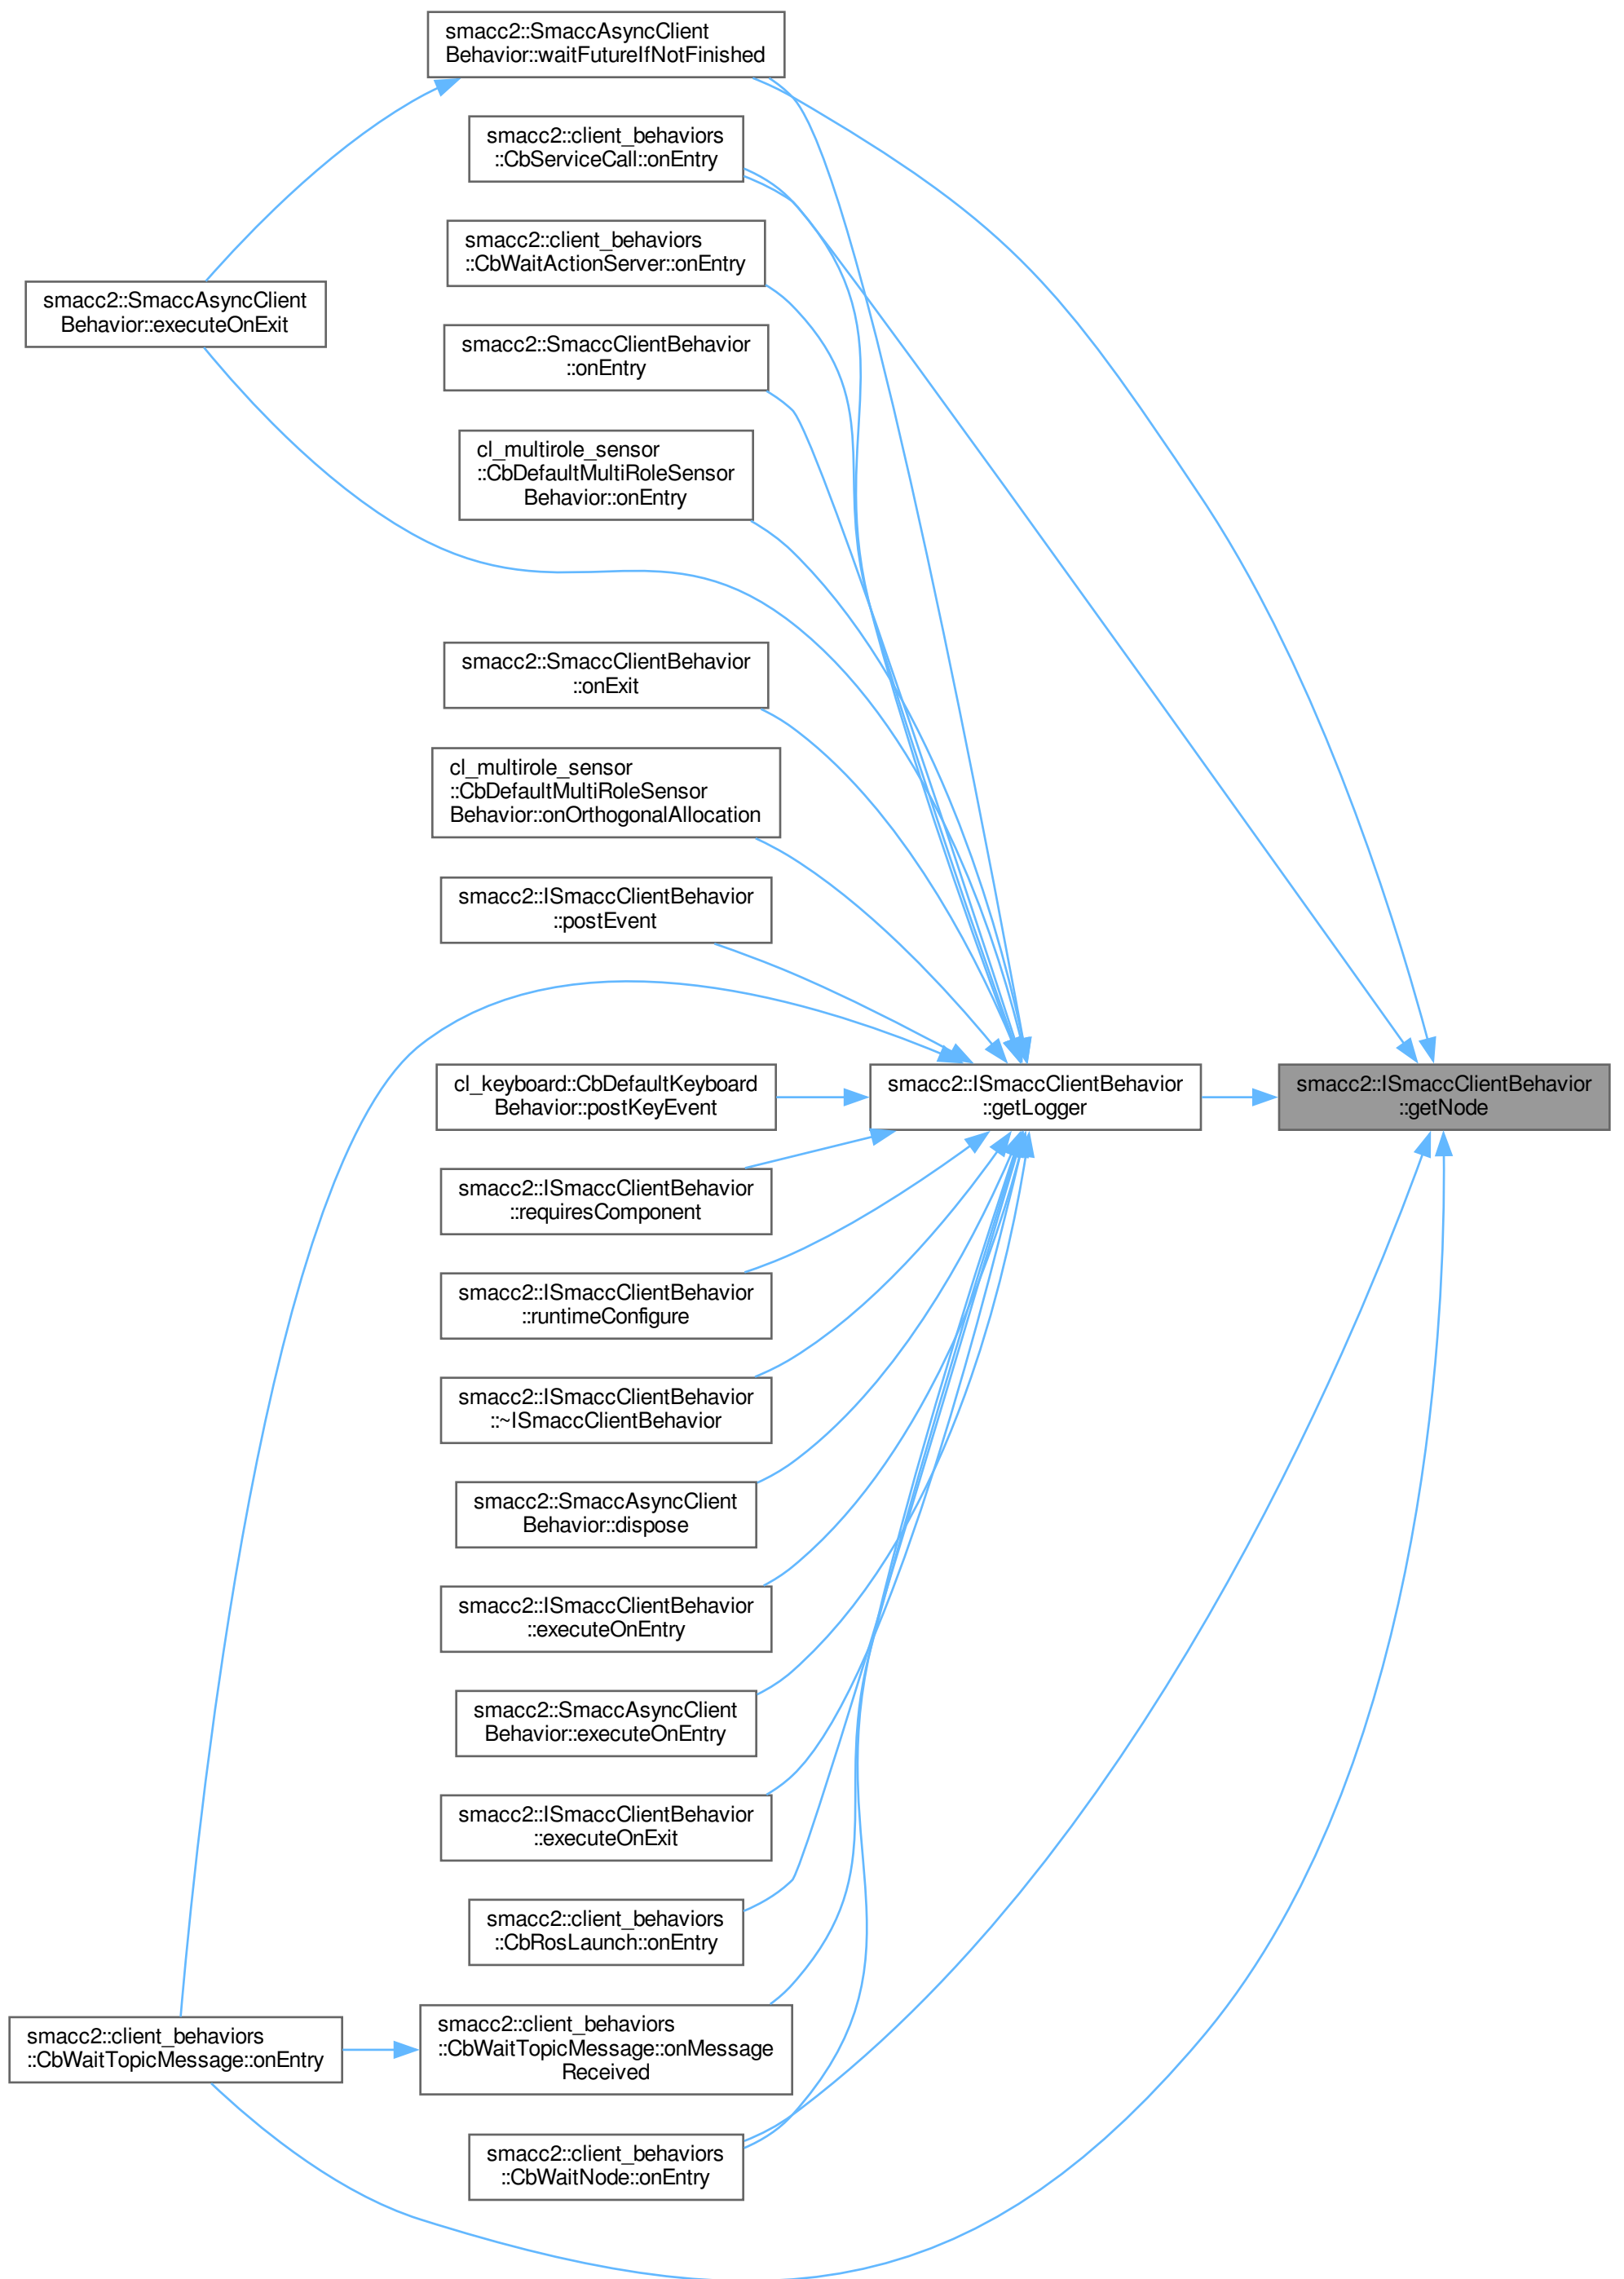 smacc2::SmaccAsyncClient
Behavior::waitFutureIfNotFinished
smacc2::client_behaviors
::CbServiceCall::onEntry
smacc2::client_behaviors
::CbWaitActionServer::onEntry
smacc2::SmaccAsyncClient
Behavior::executeOnExit
smacc2::SmaccClientBehavior
::onEntry
cl_multirole_sensor
::CbDefaultMultiRoleSensor
Behavior::onEntry
smacc2::SmaccClientBehavior
::onExit
cl_multirole_sensor
::CbDefaultMultiRoleSensor
Behavior::onOrthogonalAllocation
smacc2::ISmaccClientBehavior
::postEvent
cl_keyboard::CbDefaultKeyboard
Behavior::postKeyEvent
smacc2::ISmaccClientBehavior
::getLogger
smacc2::ISmaccClientBehavior
::getNode
smacc2::ISmaccClientBehavior
::requiresComponent
smacc2::ISmaccClientBehavior
::runtimeConfigure
smacc2::ISmaccClientBehavior
::~ISmaccClientBehavior
smacc2::SmaccAsyncClient
Behavior::dispose
smacc2::ISmaccClientBehavior
::executeOnEntry
smacc2::SmaccAsyncClient
Behavior::executeOnEntry
smacc2::ISmaccClientBehavior
::executeOnExit
smacc2::client_behaviors
::CbRosLaunch::onEntry
smacc2::client_behaviors
::CbWaitTopicMessage::onEntry
smacc2::client_behaviors
::CbWaitTopicMessage::onMessage
Received
smacc2::client_behaviors
::CbWaitNode::onEntry